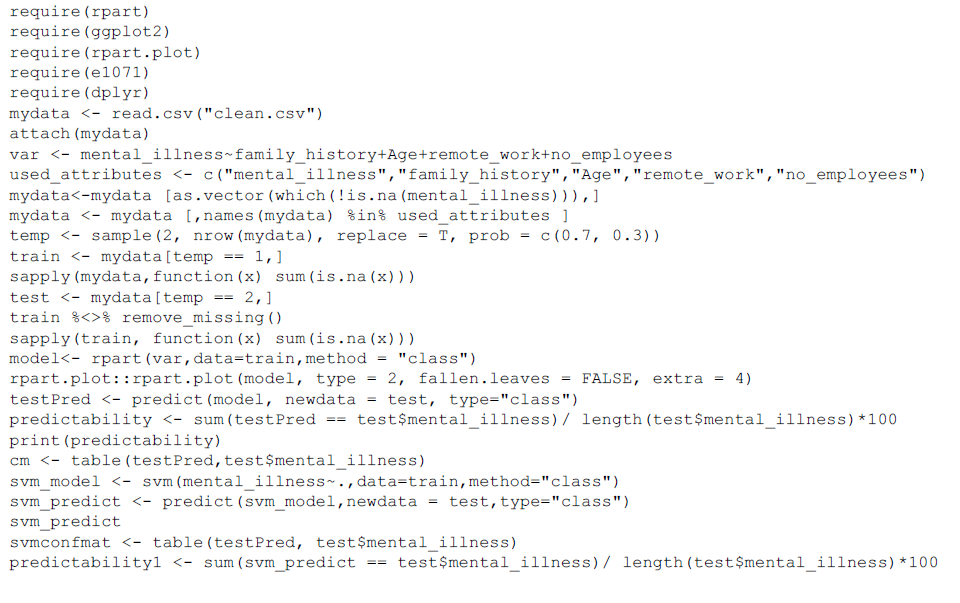 require(rpart)
require(ggplot2)
require(rpart.plot)
require(e1071)
require(dplyr)
mydata <- read.csv("clean.csv")
attach(mydata)
var <- mental_illness~family_history+Age+remote_work+no_employees
used_attributes <- c("mental_illness","family_history","Age","remote_work","no_employees")
mydata<-mydata [as.vector(which(!is.na(mental_illness))),]
mydata <- mydata [,names(mydata) %in% used_attributes ]
temp <- sample(2, nrow(mydata), replace = T, prob = c(0.7, 0.3))
train <- mydata[temp == 1,]
sapply(mydata,function(x) sum(is.na(x)))
test <- mydata[temp == 2,]
train %<>% remove_missing()
sapply(train, function(x) sum(is.na(x)))
model<- rpart(var,data=train,method = "class")
rpart.plot::rpart.plot(model, type = 2, fallen.leaves = FALSE, extra = 4)
testPred <- predict(model, newdata = test, type="class")
predictability <- sum(testPred == test$mental_illness)/ length(test$mental_illness)*100
print(predictability)
cm <- table(testPred,test$mental_illness)
svm_model <- svm(mental_illness~.,data=train,method="class")
svm_predict <- predict(svm_model,newdata = test,type="class")
svm_predict
svmconfmat <- table(testPred, test$mental_illness)
predictability1 <- sum(svm_predict == test$mental_illness)/ length(test$mental_illness)*100